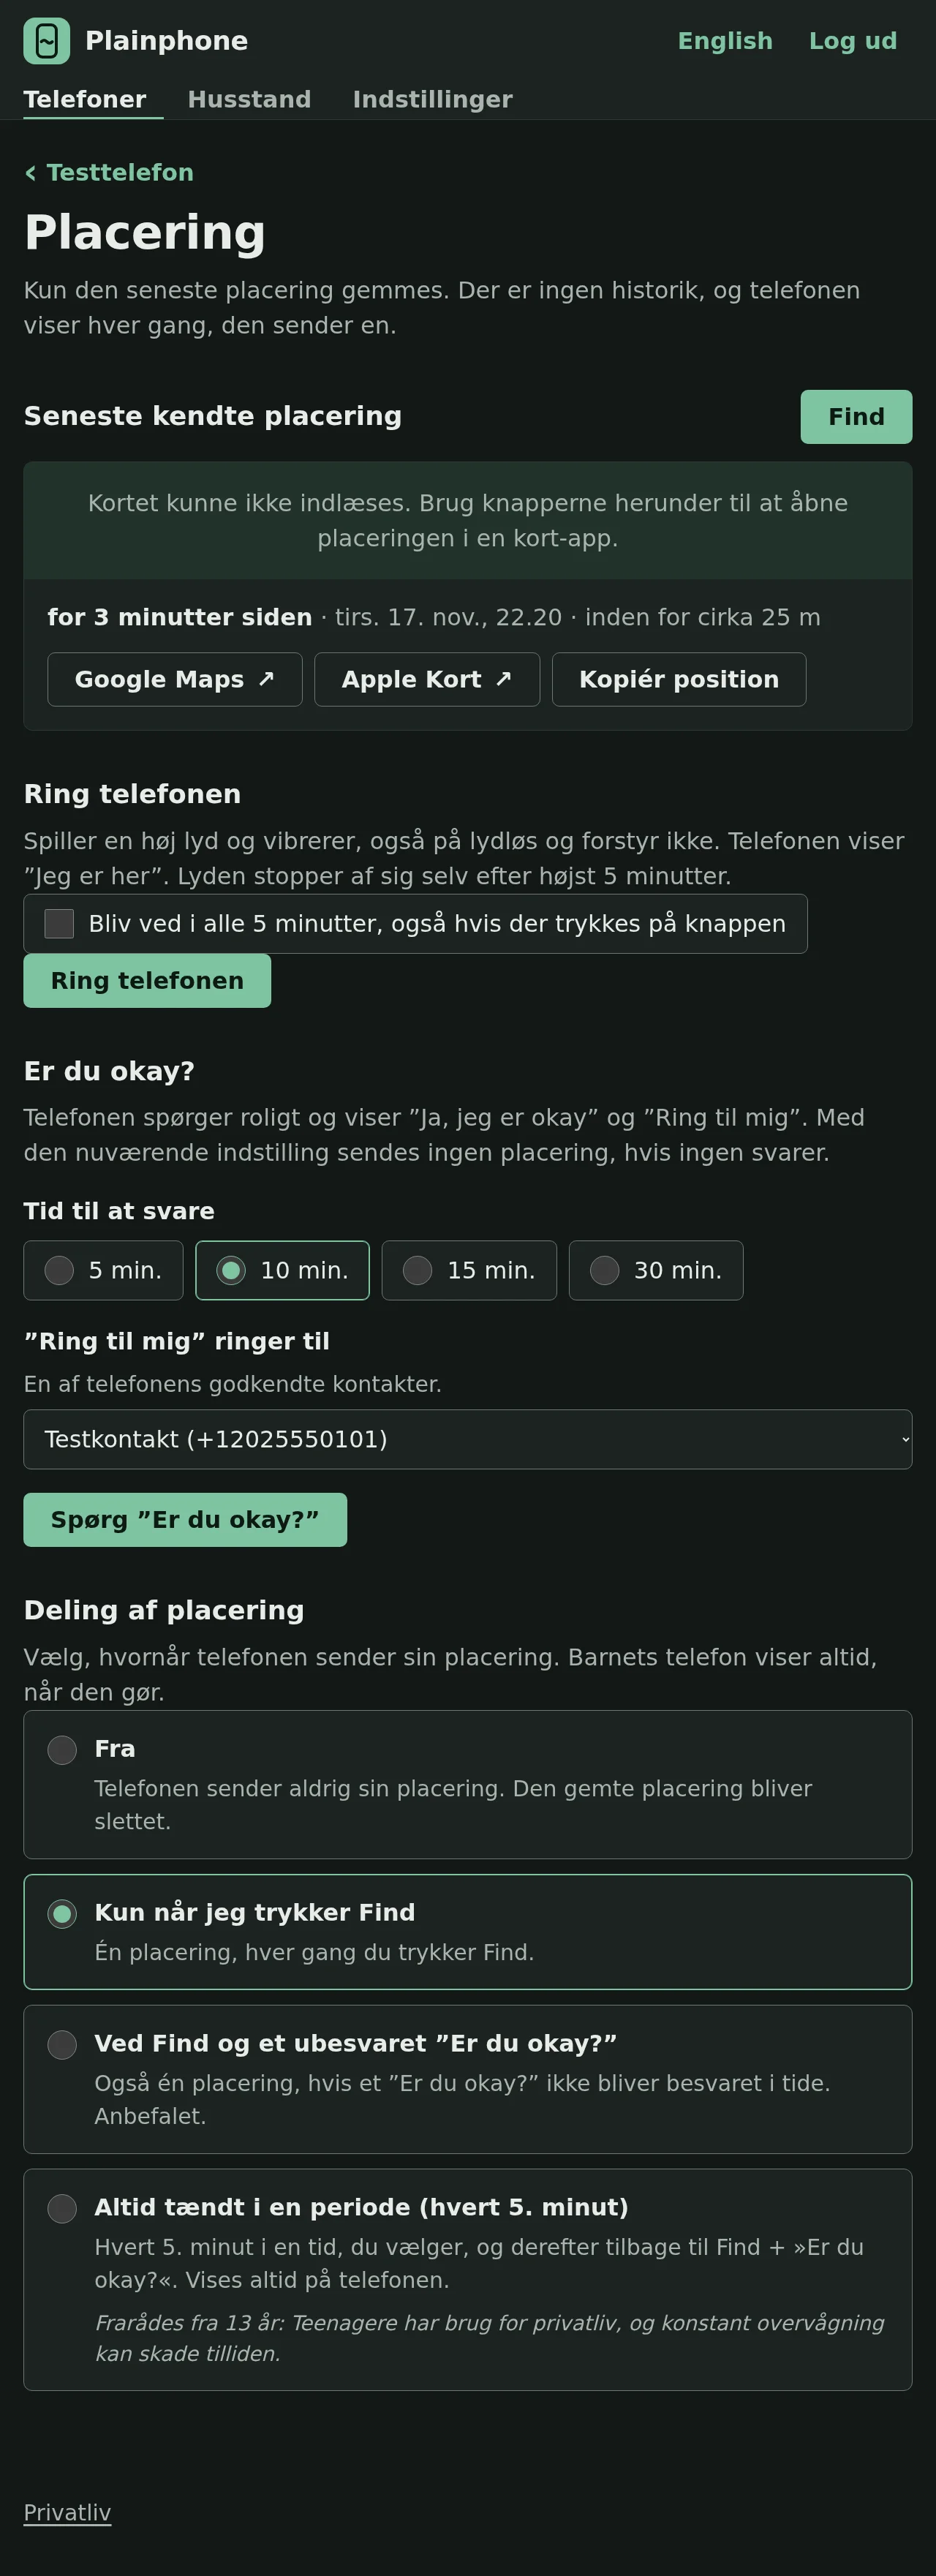 Plainphone
English
Log ud
Telefoner
Husstand
Indstillinger
‹ Testtelefon
Placering
Kun den seneste placering gemmes. Der er ingen historik, og telefonen
viser hver gang, den sender en.
Seneste kendte placering
Find
Kortet kunne ikke indlæses. Brug knapperne herunder til at åbne
placeringen i en kort-app.
for 3 minutter siden · tirs. 17. nov., 22.20 · inden for cirka 25 m
Google Maps ↗
Apple Kort ↗
Kopiér position
Ring telefonen
Spiller en høj lyd og vibrerer, også på lydløs og forstyr ikke. Telefonen viser
”Jeg er her”. Lyden stopper af sig selv efter højst 5 minutter.
Bliv ved i alle 5 minutter, også hvis der trykkes på knappen
Ring telefonen
Er du okay?
Telefonen spørger roligt og viser ”Ja, jeg er okay” og ”Ring til mig”. Med
den nuværende indstilling sendes ingen placering, hvis ingen svarer.
Tid til at svare
5 min.
10 min.
15 min.
30 min.
”Ring til mig” ringer til
En af telefonens godkendte kontakter.
Testkontakt (+12025550101)
Spørg ”Er du okay?”
Deling af placering
Vælg, hvornår telefonen sender sin placering. Barnets telefon viser altid,
når den gør.
Fra
Telefonen sender aldrig sin placering. Den gemte placering bliver
slettet.
Kun når jeg trykker Find
Én placering, hver gang du trykker Find.
Ved Find og et ubesvaret ”Er du okay?”
Også én placering, hvis et ”Er du okay?” ikke bliver besvaret i tide.
Anbefalet.
Altid tændt i en periode (hvert 5. minut)
Hvert 5. minut i en tid, du vælger, og derefter tilbage til Find + »Er du
okay?«. Vises altid på telefonen.
Frarådes fra 13 år: Teenagere har brug for privatliv, og konstant overvågning
kan skade tilliden.
Privatliv